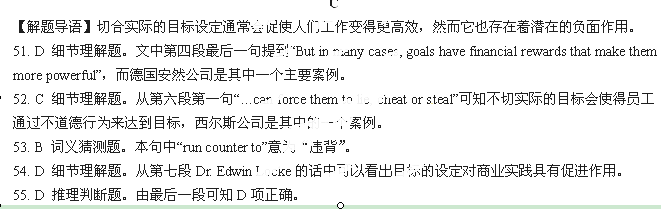 C
【解题导语】切合实际的目标设定通常会促使人们工作变得更高效，然而它也存在着潜在的负面作用。
51. D 细节理解题。文中第四段最后一句提到“But in many cases, goals have financial rewards that make them
more powerful”，而德国安然公司是其中一个主要案例。
52. C 细节理解题。从第六段第一句“...can force them to lie, cheat or steal”可知不切实际的目标会使得员工
通过不道德行为来达到目标，西尔斯公司是其中的一个案例。
53. B 词义猜测题。本句中“run counter to”意为“违背”。
54. D 细节理解题。从第七段 Dr. Edwin Locke 的话中可以看出目标的设定对商业实践具有促进作用。
55. D 推理判断题。由最后一段可知 D 项正确。